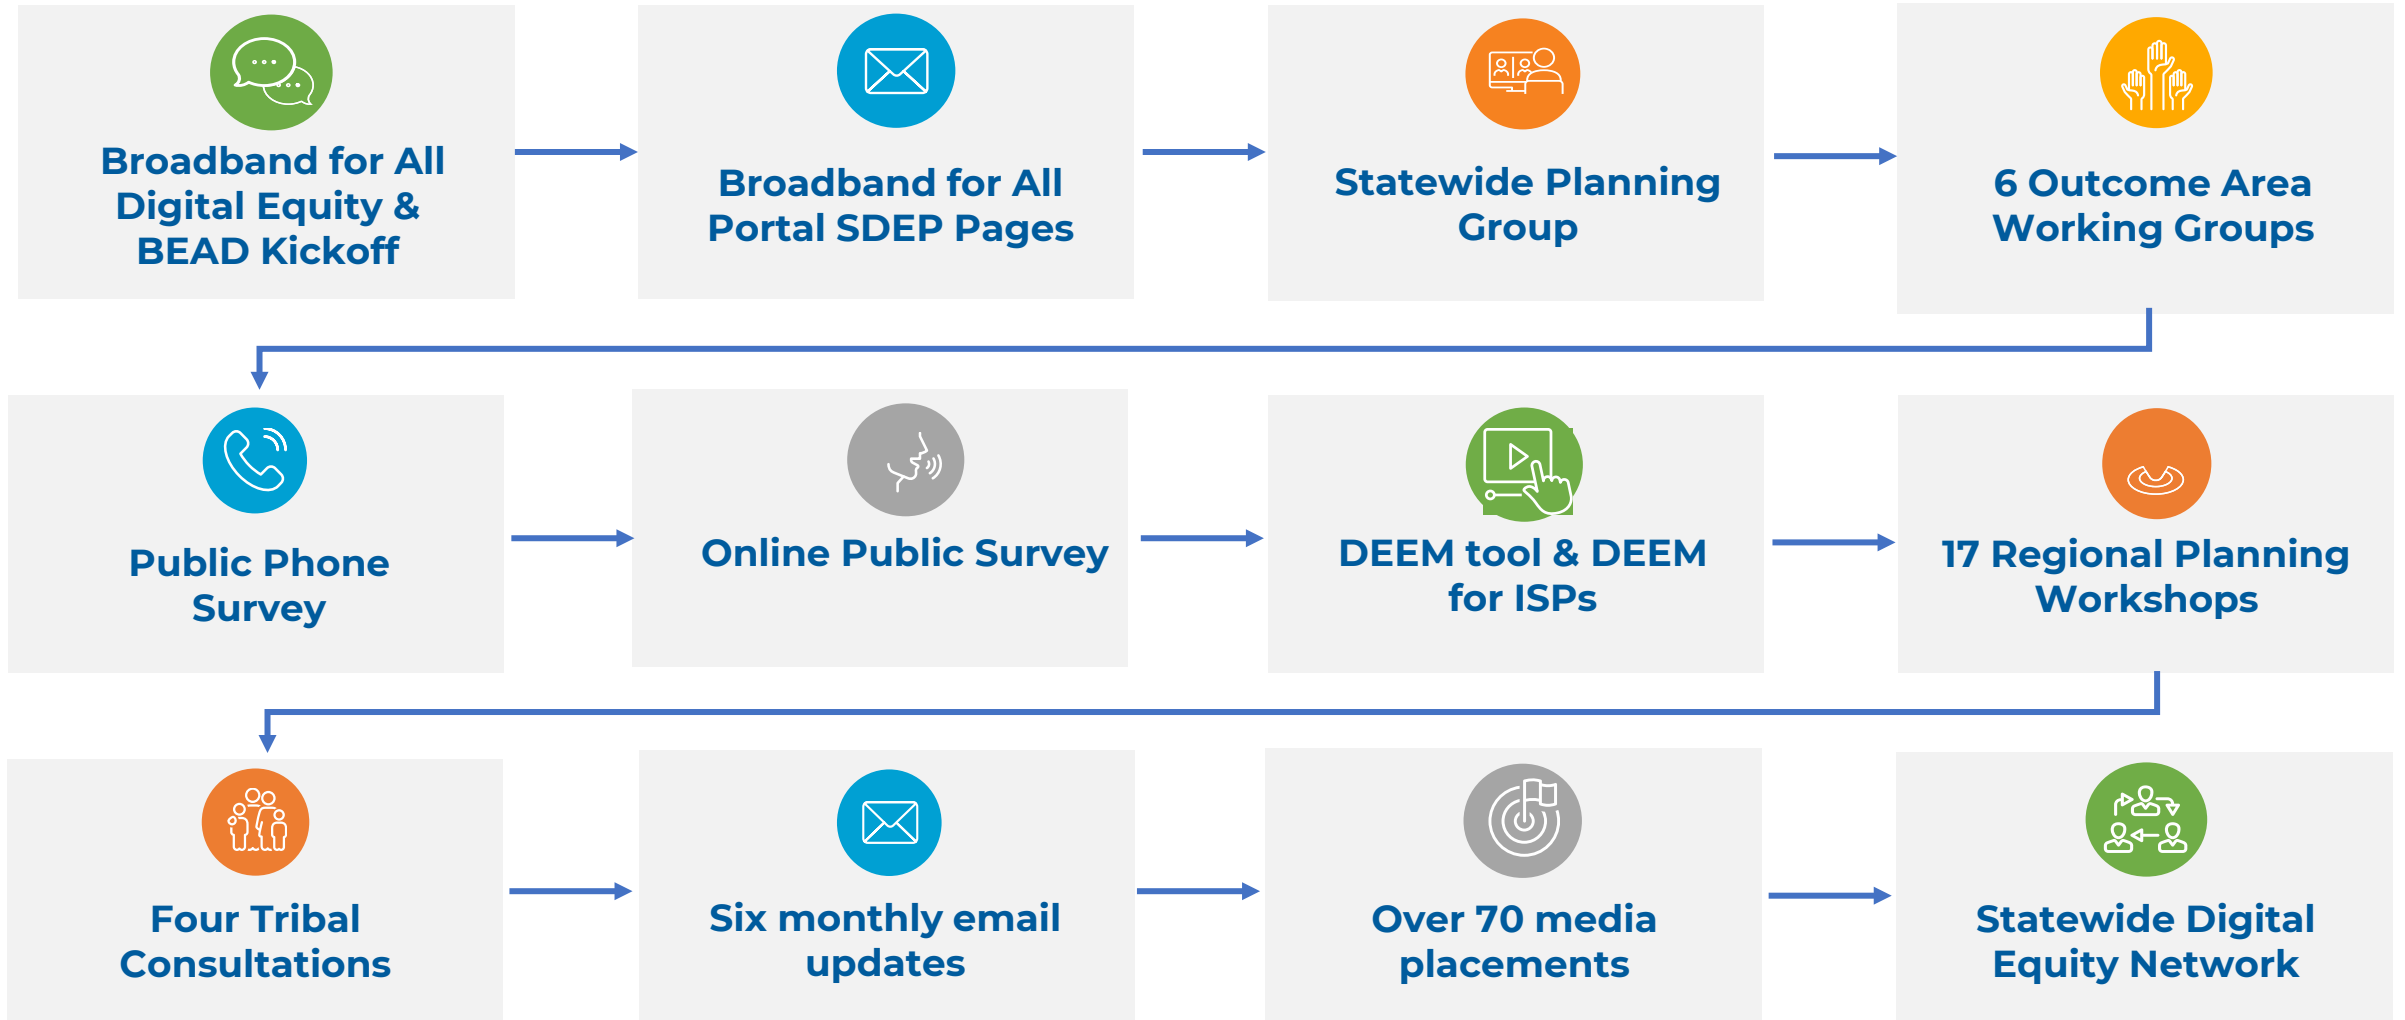 Broadband for All
Digital Equity &
BEAD Kickoff
Broadband for All
Portal SDEP Pages
Statewide Planning
Group
6 Outcome Area
Working Groups
Public Phone
Survey
Online Public Survey
DEEM tool & DEEM
for ISPs
17 Regional Planning
Workshops
Four Tribal
Consultations
Six monthly email
updates
Over 70 media
placements
Statewide Digital
Equity Network